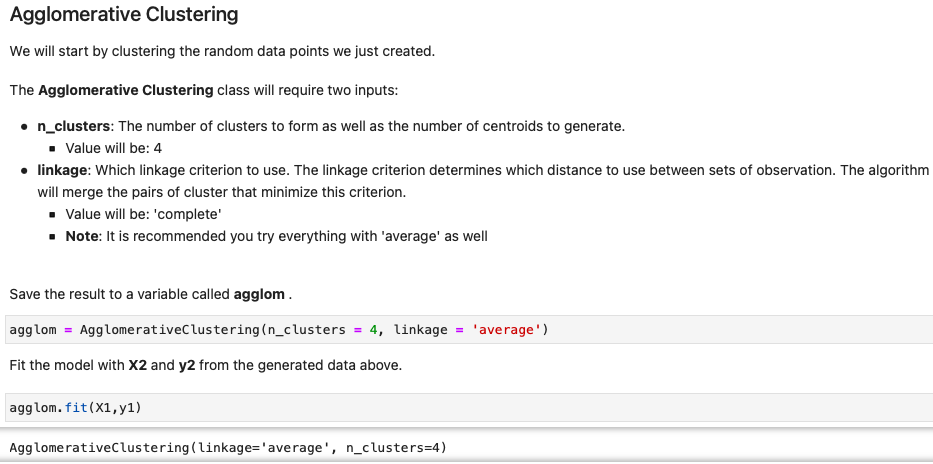 Agglomerative Clustering
We will start by clustering the random data points we just created.
The Agglomerative Clustering class will require two inputs:
• n_clusters: The number of clusters to form as well as the number of centroids to generate.
▪ Value will be: 4
• linkage: Which linkage criterion to use. The linkage criterion determines which distance to use between sets of observation. The algorithm
will merge the pairs of cluster that minimize this criterion.
▪ Value will be: 'complete'
▪ Note: It is recommended you try everything with 'average' as well
Save the result to a variable called agglom .
agglom = AgglomerativeClustering(n_clusters = 4, linkage = 'average')
Fit the model with X2 and y2 from the generated data above.
agglom.fit(X1,y1)
AgglomerativeClustering(linkage='average', n_clusters=4)